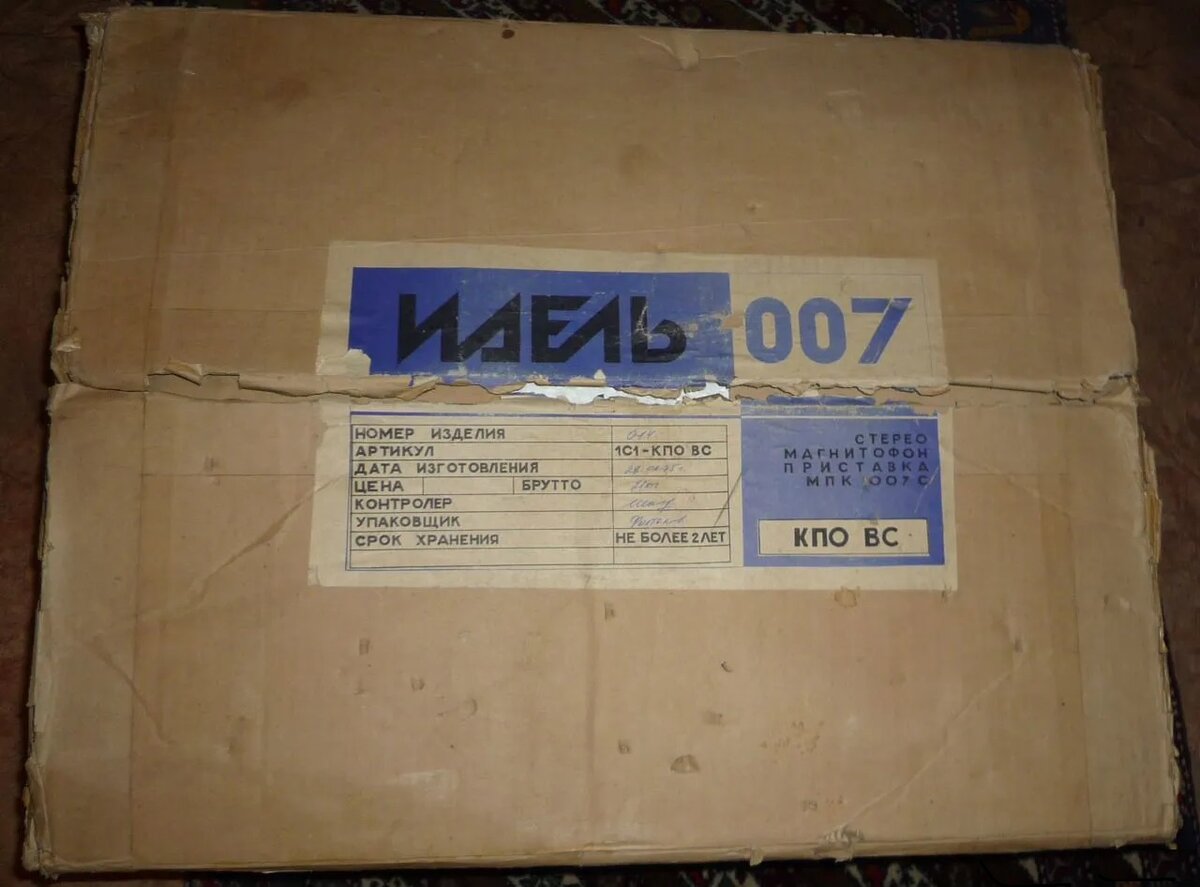 ИДЕЛЬ 007
НОМЕР ИЗДЕЛИЯ
АРТИКУЛ 1С1-КПО ВС
ДАТА ИЗГОТОВЛЕНИЯ
ЦЕНА БРУТТО
КОНТРОЛЕР
УПАКОВЩИК
СРОК ХРАНЕНИЯ НЕ БОЛЕЕ 2 ЛЕТ
СТЕРЕО
МАГНИТОФОН
ПРИСТАВКА
МПК 007 С
КПО ВС